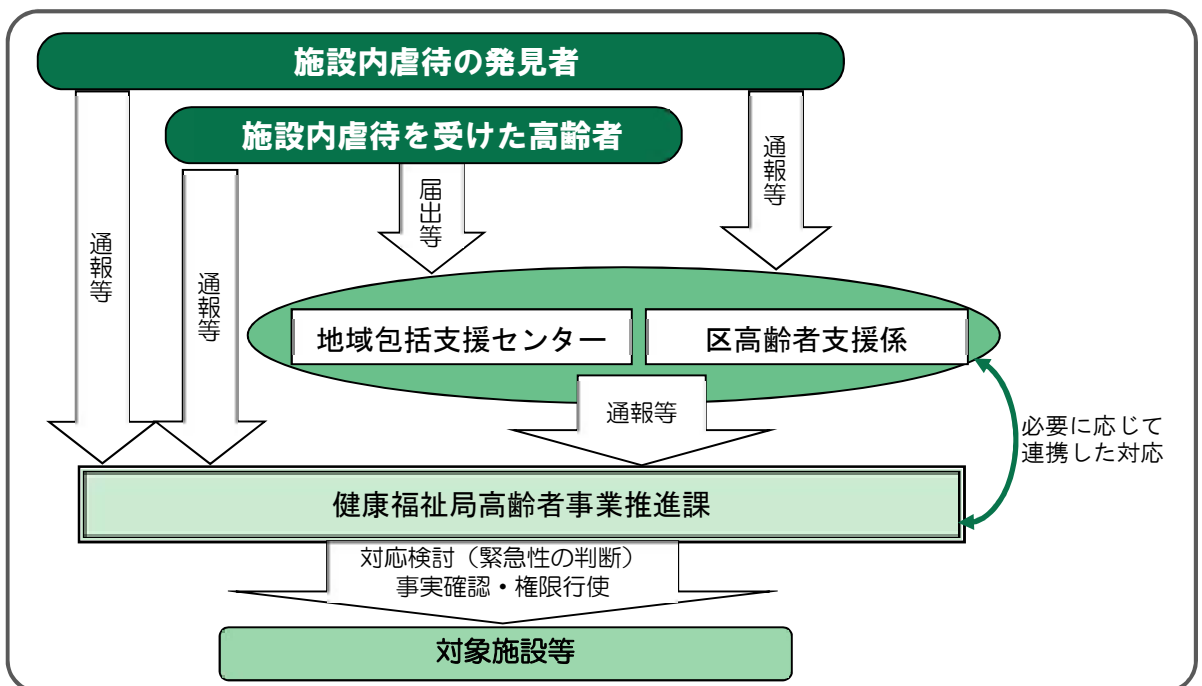 施設内虐待の発見者
施設内虐待を受けた高齢者
通報等
届出等
通報等
通報等
地域包括支援センター
区高齢者支援係
通報等
必要に応じて
連携した対応
健康福祉局高齢者事業推進課
対応検討（緊急性の判断）
事実確認・権限行使
対象施設等